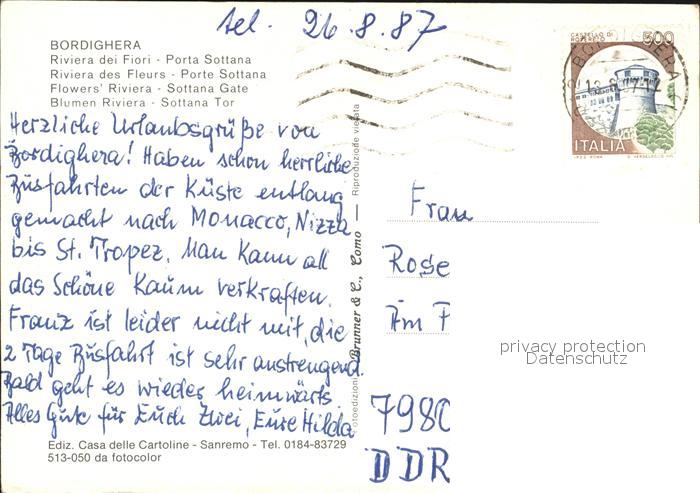 tel. 26.8.87
BORDIGHERA
Riviera dei Fiori - Porta Sottana
Riviera des Fleurs - Porte Sottana
Flowers' Riviera - Sottana Gate
Blumen Riviera - Sottana Tor
Herzliche Urlaubsgrüße von
Bordighera! Haben schon herrliche
Busfahrten der Küste entlang
gemacht nach Monacco, Nizza
bis St. Tropez. Man kann all
das Schöne kaum verkraften.
Franz ist leider nicht mit, die
2 Tage Busfahrt ist sehr anstrengend.
Bald geht es wieder heimwärts
Alles Gute für Euch Zwei, Eure Hilda
Ediz. Casa delle Cartoline - Sanremo - Tel. 0184-83729
513-050 da fotocolor
Fotoedizioni Brunner & C., Como — Riproduzione vietata
CASTELLO DI
ROVERETO
500
ITALIA
BORDIGHERA
Frau
Rose
Am F
7980
DDR
privacy protection
Datenschutz